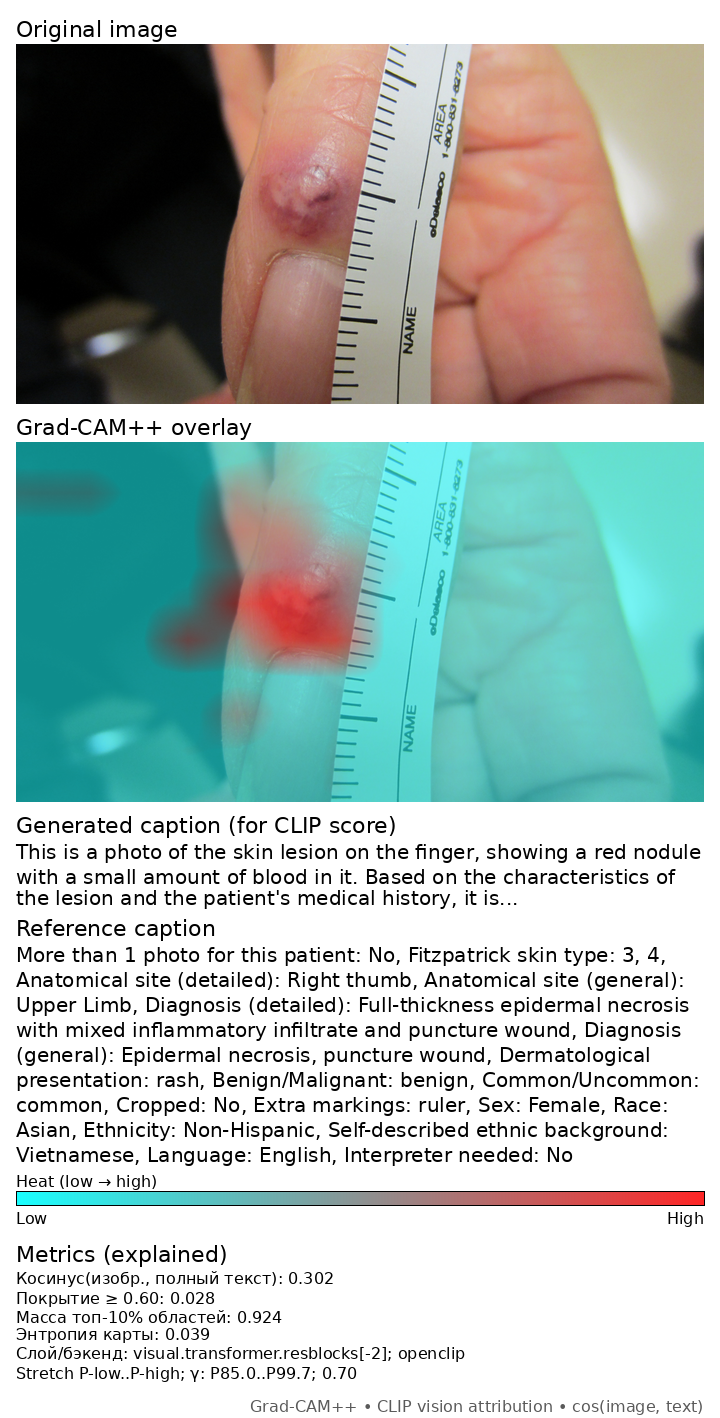 Original image
AREA
1-800-831-6273
NAME
Grad-CAM++ overlay
AREA
1-800-831-6273
NAME
Generated caption (for CLIP score)
This is a photo of the skin lesion on the finger, showing a red nodule
with a small amount of blood in it. Based on the characteristics of
the lesion and the patient's medical history, it is...
Reference caption
More than 1 photo for this patient: No, Fitzpatrick skin type: 3, 4,
Anatomical site (detailed): Right thumb, Anatomical site (general):
Upper Limb, Diagnosis (detailed): Full-thickness epidermal necrosis
with mixed inflammatory infiltrate and puncture wound, Diagnosis
(general): Epidermal necrosis, puncture wound, Dermatological
presentation: rash, Benign/Malignant: benign, Common/Uncommon:
common, Cropped: No, Extra markings: ruler, Sex: Female, Race:
Asian, Ethnicity: Non-Hispanic, Self-described ethnic background:
Vietnamese, Language: English, Interpreter needed: No
Heat (low → high)
Low High
Metrics (explained)
Косинус(изобр., полный текст): 0.302
Покрытие ≥ 0.60: 0.028
Масса топ-10% областей: 0.924
Энтропия карты: 0.039
Слой/бэкенд: visual.transformer.resblocks[-2]; openclip
Stretch P-low..P-high; γ: P85.0..P99.7; 0.70
Grad-CAM++ • CLIP vision attribution • cos(image, text)